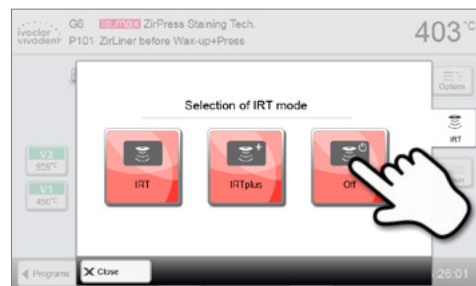 ivoclar
vivadent
G6 IPS e.max ZirPress Staining Tech.
P101 ZirLiner before Wax-up+Press
403 °C
Options
IRT
V2
959°C
V1
450°C
Selection of IRT mode
IRT
IRTplus
Off
Programs
Close
:26:01